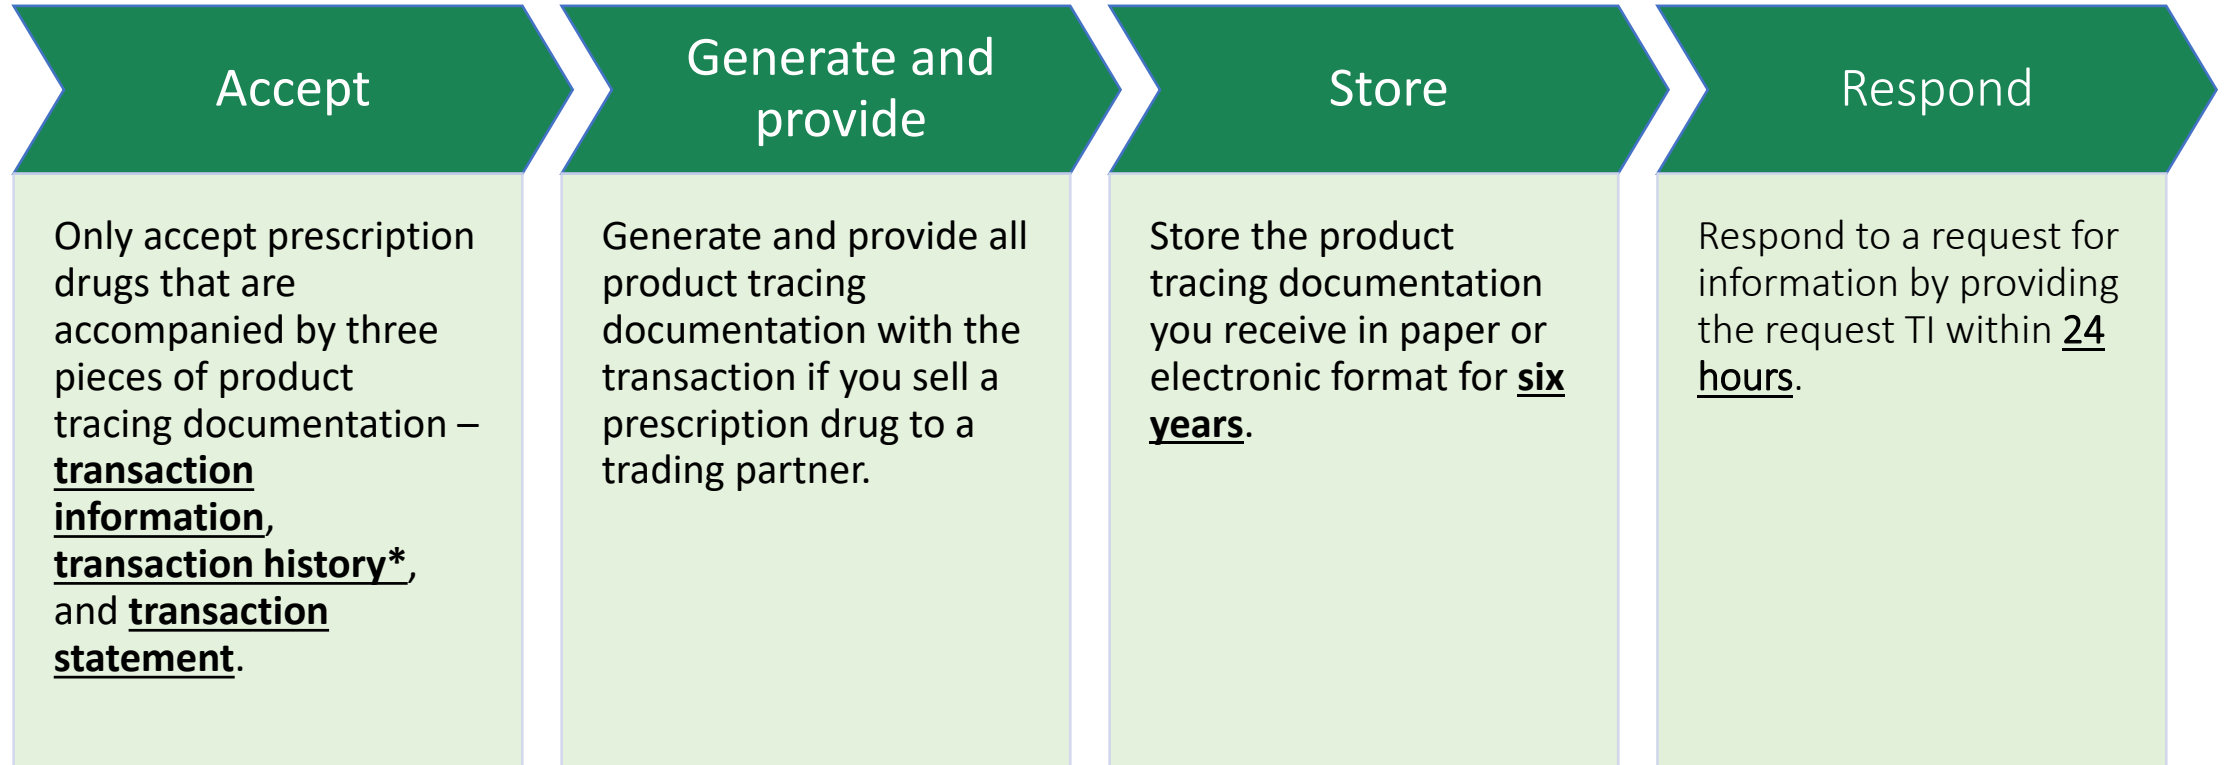 Accept
Only accept prescription
drugs that are
accompanied by three
pieces of product
tracing documentation –
transaction
information,
transaction history*,
and transaction
statement.
Generate and
provide
Generate and provide all
product tracing
documentation with the
transaction if you sell a
prescription drug to a
trading partner.
Store
Store the product
tracing documentation
you receive in paper or
electronic format for six
years.
Respond
Respond to a request for
information by providing
the request TI within 24
hours.